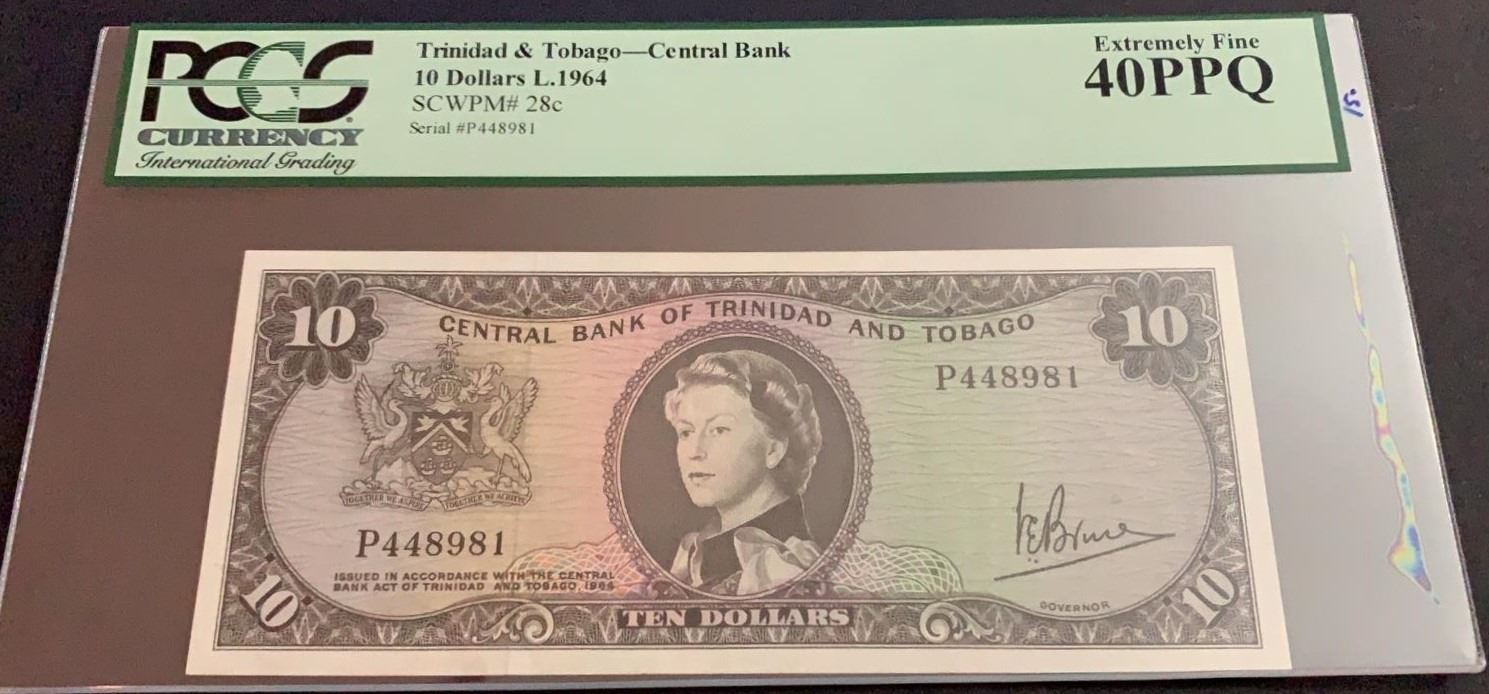 PCGS
CURRENCY
International Grading
Trinidad & Tobago—Central Bank
10 Dollars L.1964
SCWPM# 28c
Serial #P448981
Extremely Fine
40PPQ
10
10
CENTRAL BANK OF TRINIDAD AND TOBAGO
P448981
TOGETHER WE ASPIRE TOGETHER WE ACHIEVE
P448981
ISSUED IN ACCORDANCE WITH THE CENTRAL
BANK ACT OF TRINIDAD AND TOBAGO, 1964
GOVERNOR
10
TEN DOLLARS
10